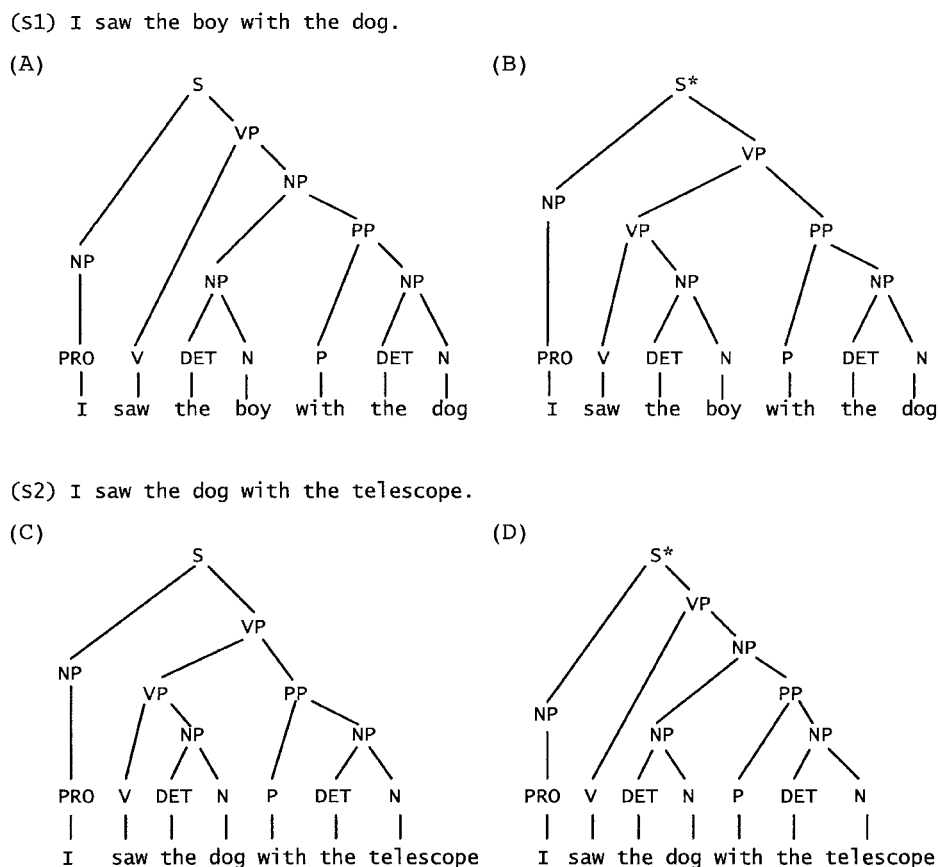 (S1) I saw the boy with the dog.
(A) (B)
S S*
VP
VP
NP
NP
PP VP PP
NP
NP NP NP NP
PRO V DET N P DET N PRO V DET N P DET N
I saw the boy with the dog I saw the boy with the dog
(S2) I saw the dog with the telescope.
(C) (D)
S S*
VP
VP
NP
NP
VP PP PP
NP
NP NP NP NP
PRO V DET N P DET N PRO V DET N P DET N
I saw the dog with the telescope I saw the dog with the telescope